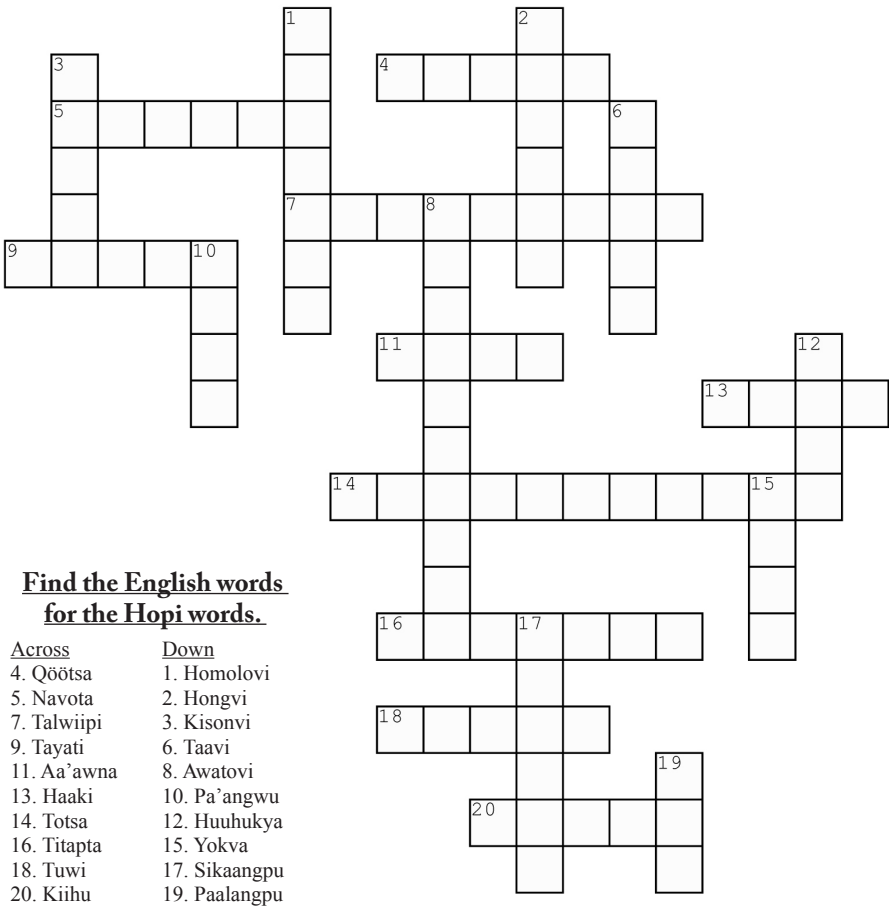 1
2
3
4
5
6
7
8
9
10
11
12
13
14
15
16
17
18
19
20
Find the English words
for the Hopi words.
Across
4. Qöötsa
5. Navota
7. Talwiipi
9. Tayati
11. Aa’awna
13. Haaki
14. Totsa
16. Titapta
18. Tuwi
20. Kiihu
Down
1. Homolovi
2. Hongvi
3. Kisonvi
6. Taavi
8. Awatovi
10. Pa’angwu
12. Huuhukya
15. Yokva
17. Sikaangpu
19. Paalangpu